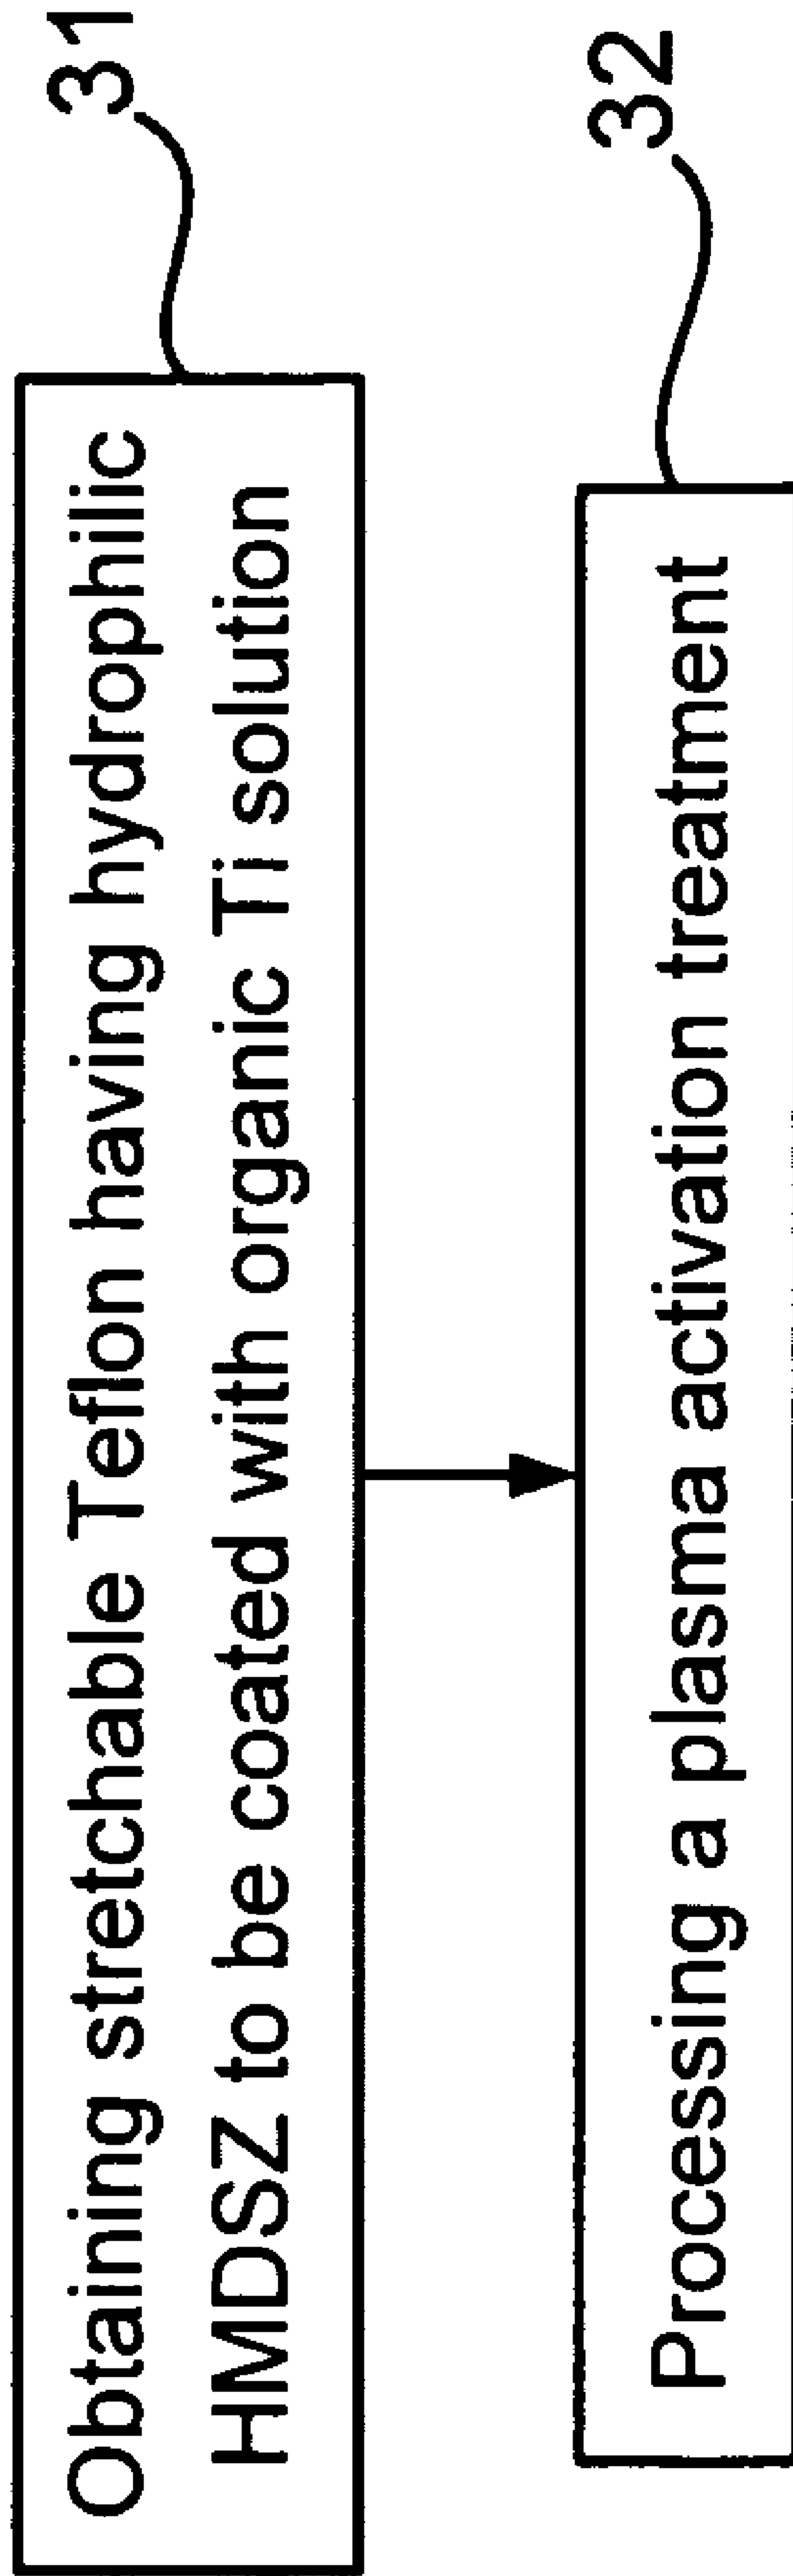 Obtaining stretchable Teflon having hydrophilic
HMDSZ to be coated with organic Ti solution
31
Processing a plasma activation treatment
32